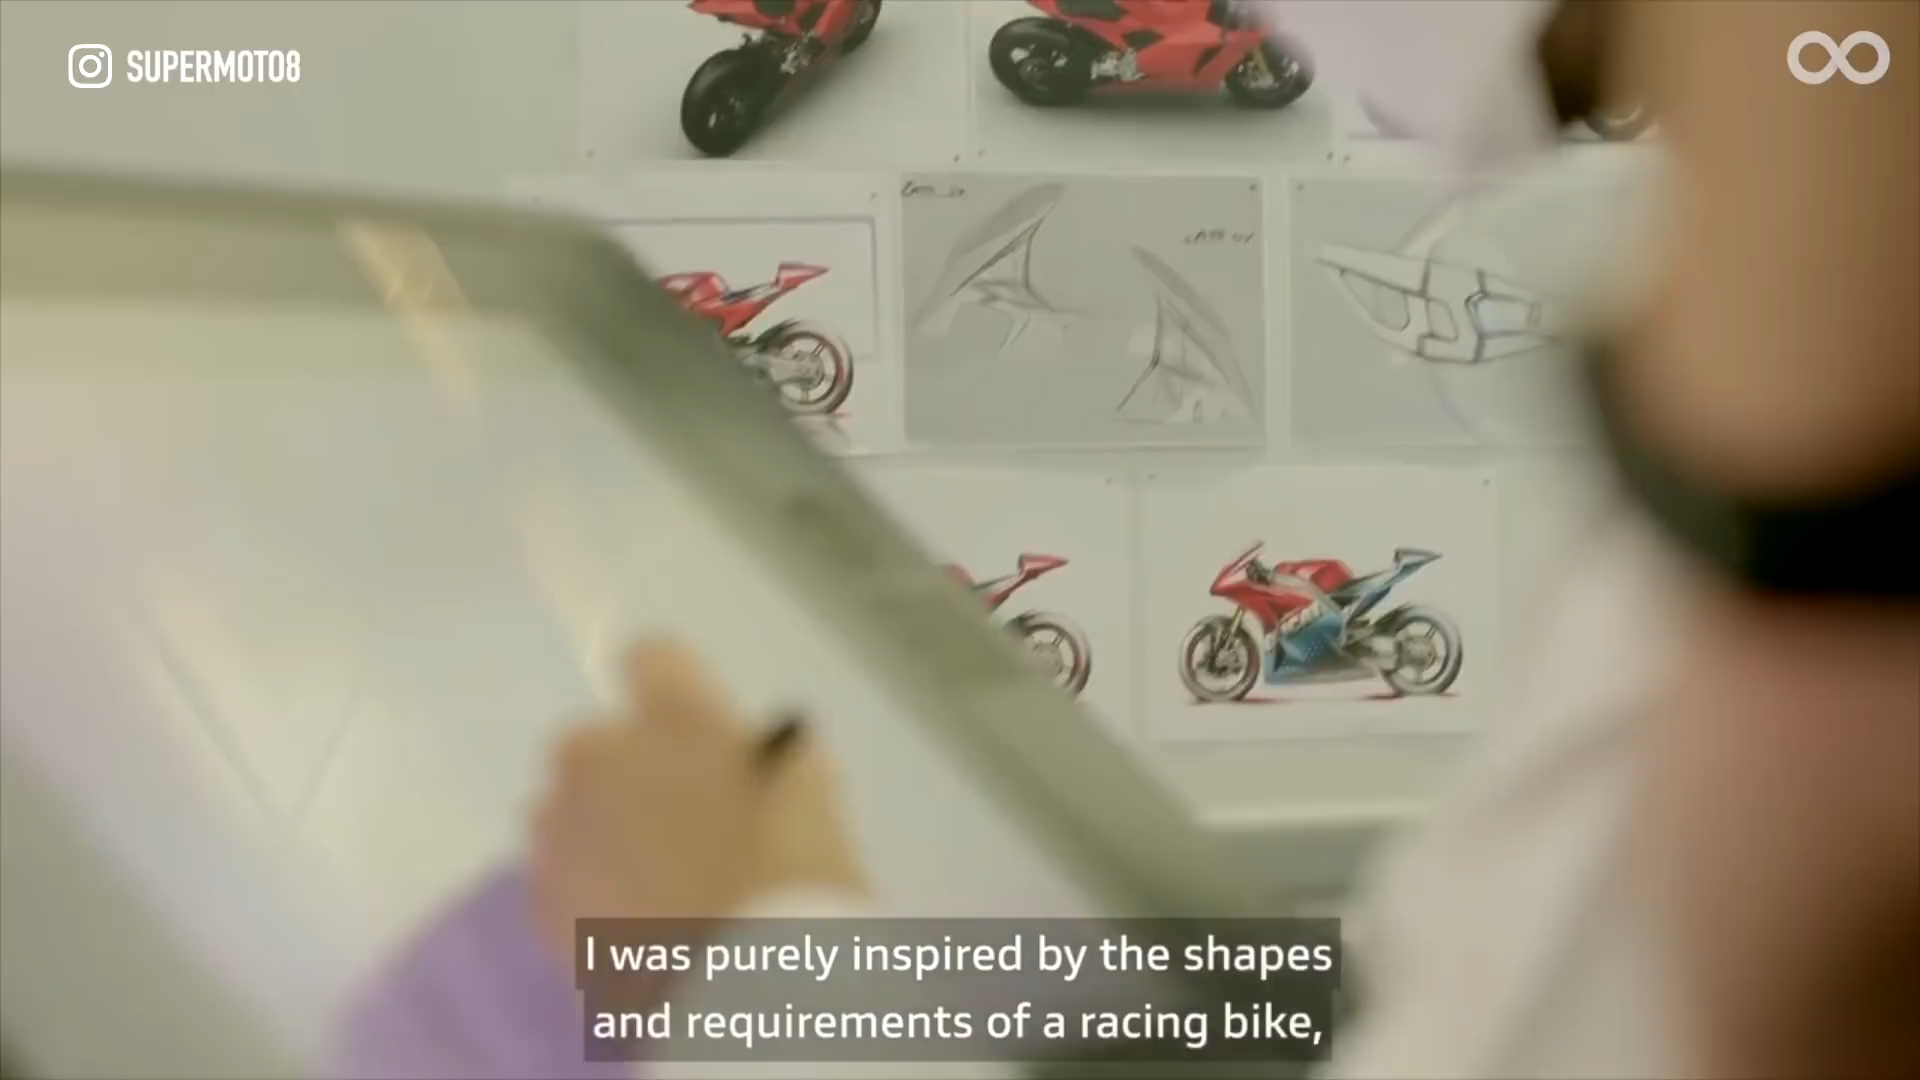 SUPERMOTO8
I was purely inspired by the shapes
and requirements of a racing bike,